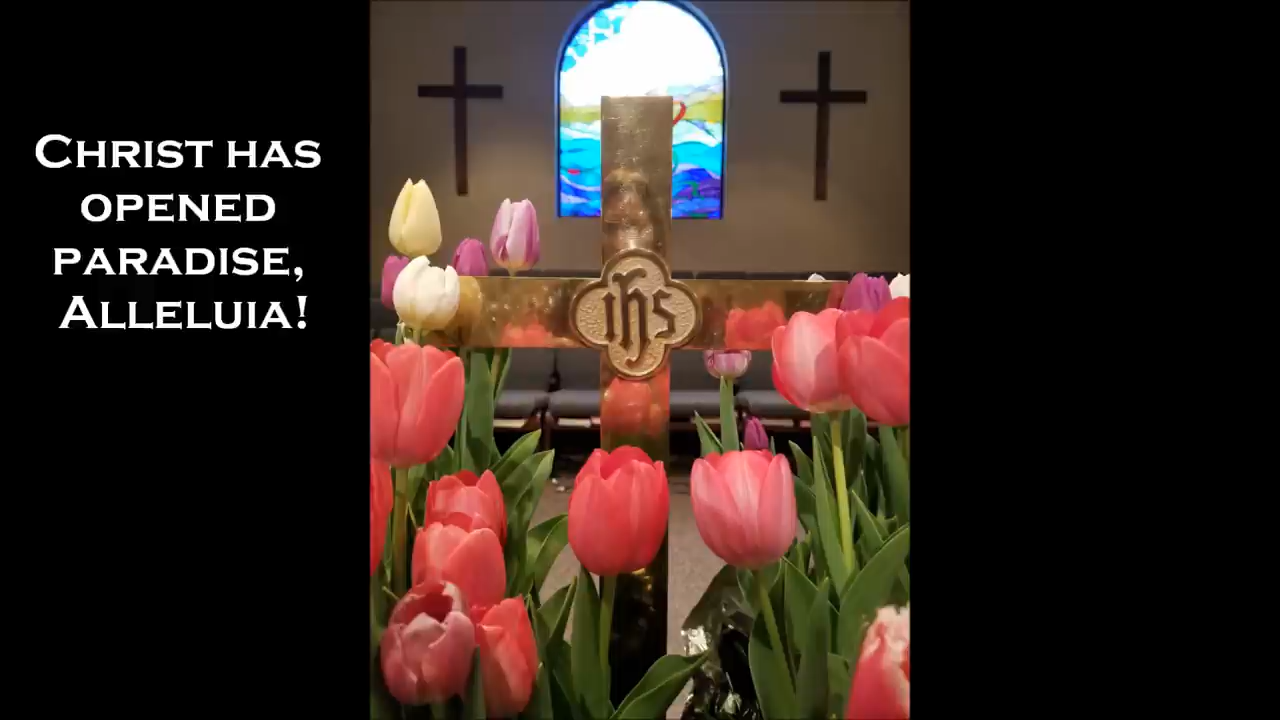 Christ has
opened
paradise,
Alleluia!
ihs